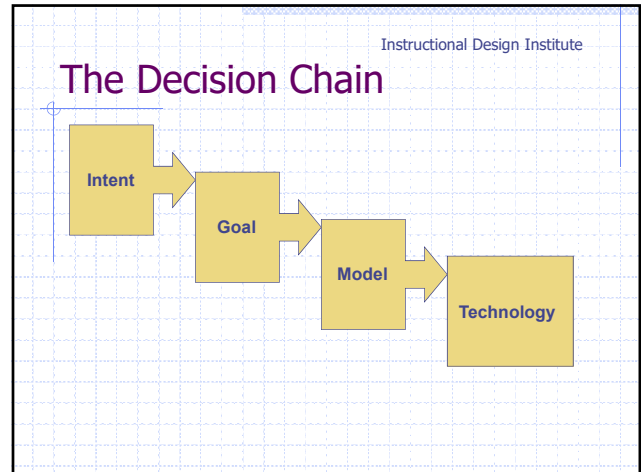 Instructional Design Institute
The Decision Chain
Intent
Goal
Model
Technology